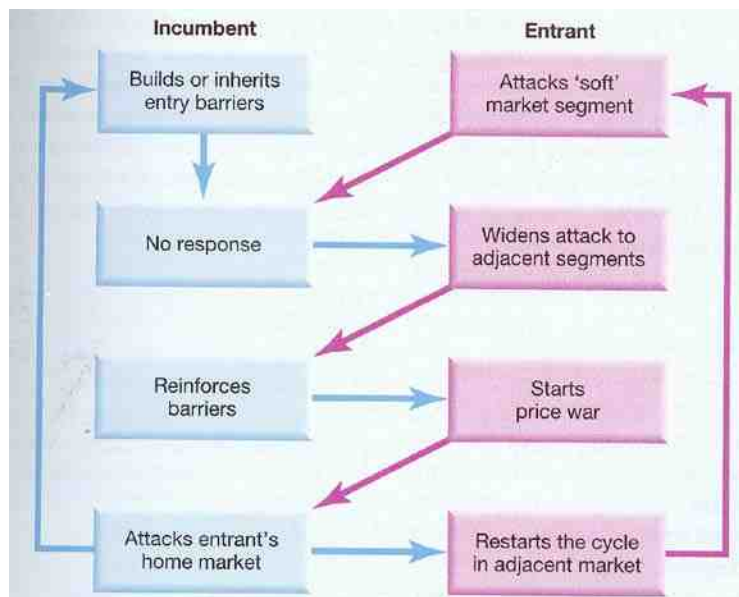 Incumbent
Entrant
Builds or inherits
entry barriers
Attacks ‘soft’
market segment
No response
Widens attack to
adjacent segments
Reinforces
barriers
Starts
price war
Attacks entrant’s
home market
Restarts the cycle
in adjacent market